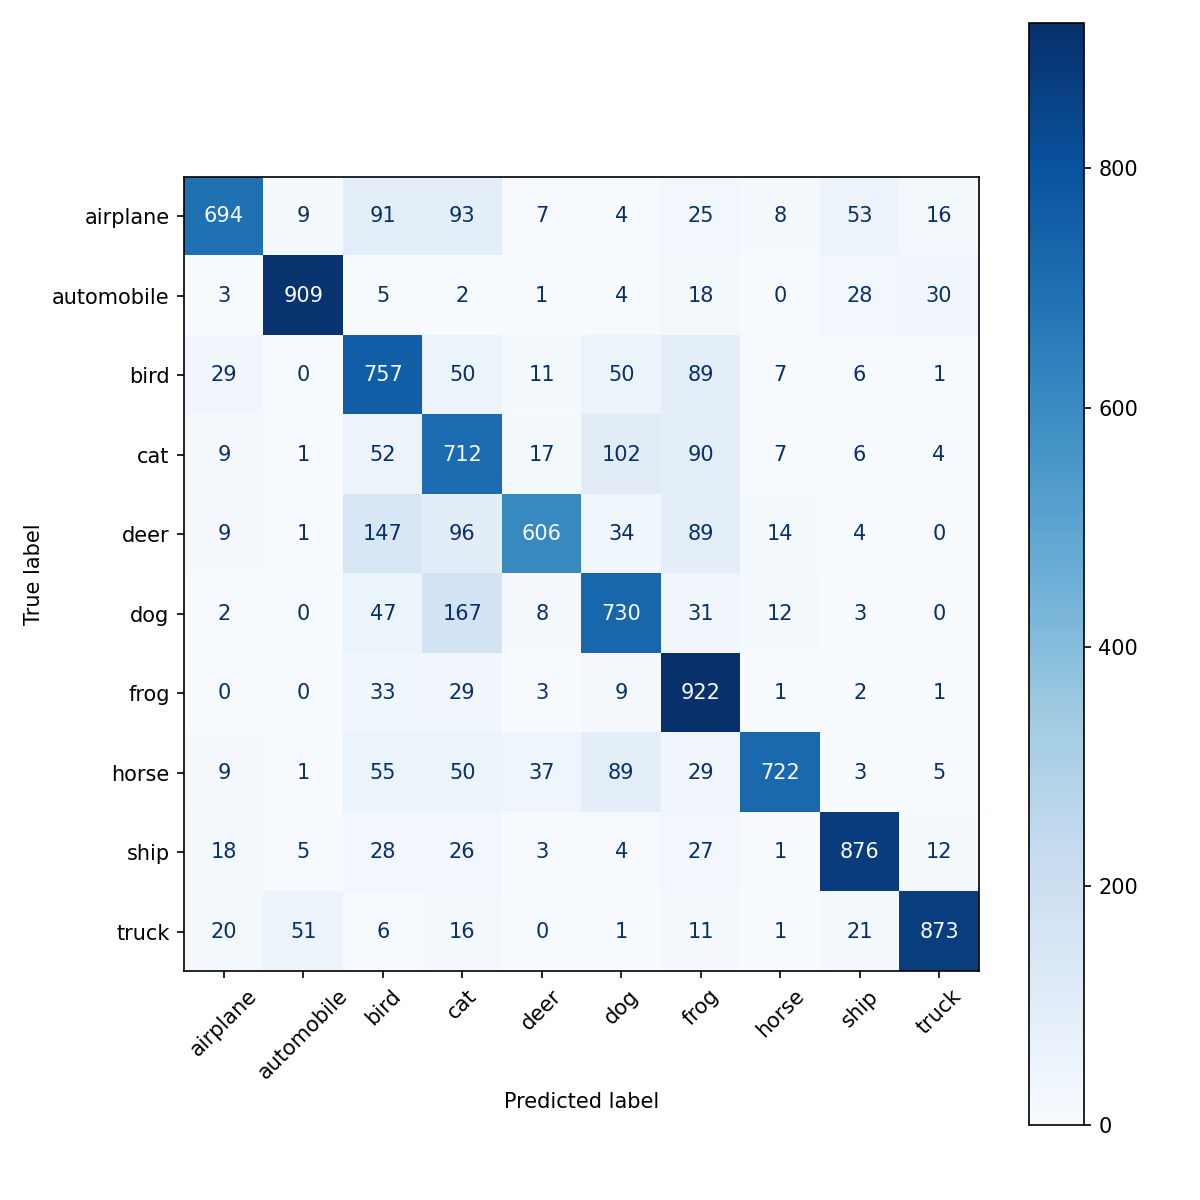 airplane 694 9 91 93 7 4 25 8 53 16
automobile 3 909 5 2 1 4 18 0 28 30
bird 29 0 757 50 11 50 89 7 6 1
cat 9 1 52 712 17 102 90 7 6 4
deer 9 1 147 96 606 34 89 14 4 0
dog 2 0 47 167 8 730 31 12 3 0
frog 0 0 33 29 3 9 922 1 2 1
horse 9 1 55 50 37 89 29 722 3 5
ship 18 5 28 26 3 4 27 1 876 12
truck 20 51 6 16 0 1 11 1 21 873
airplane automobile bird cat deer dog frog horse ship truck
Predicted label
True label
800
600
400
200
0